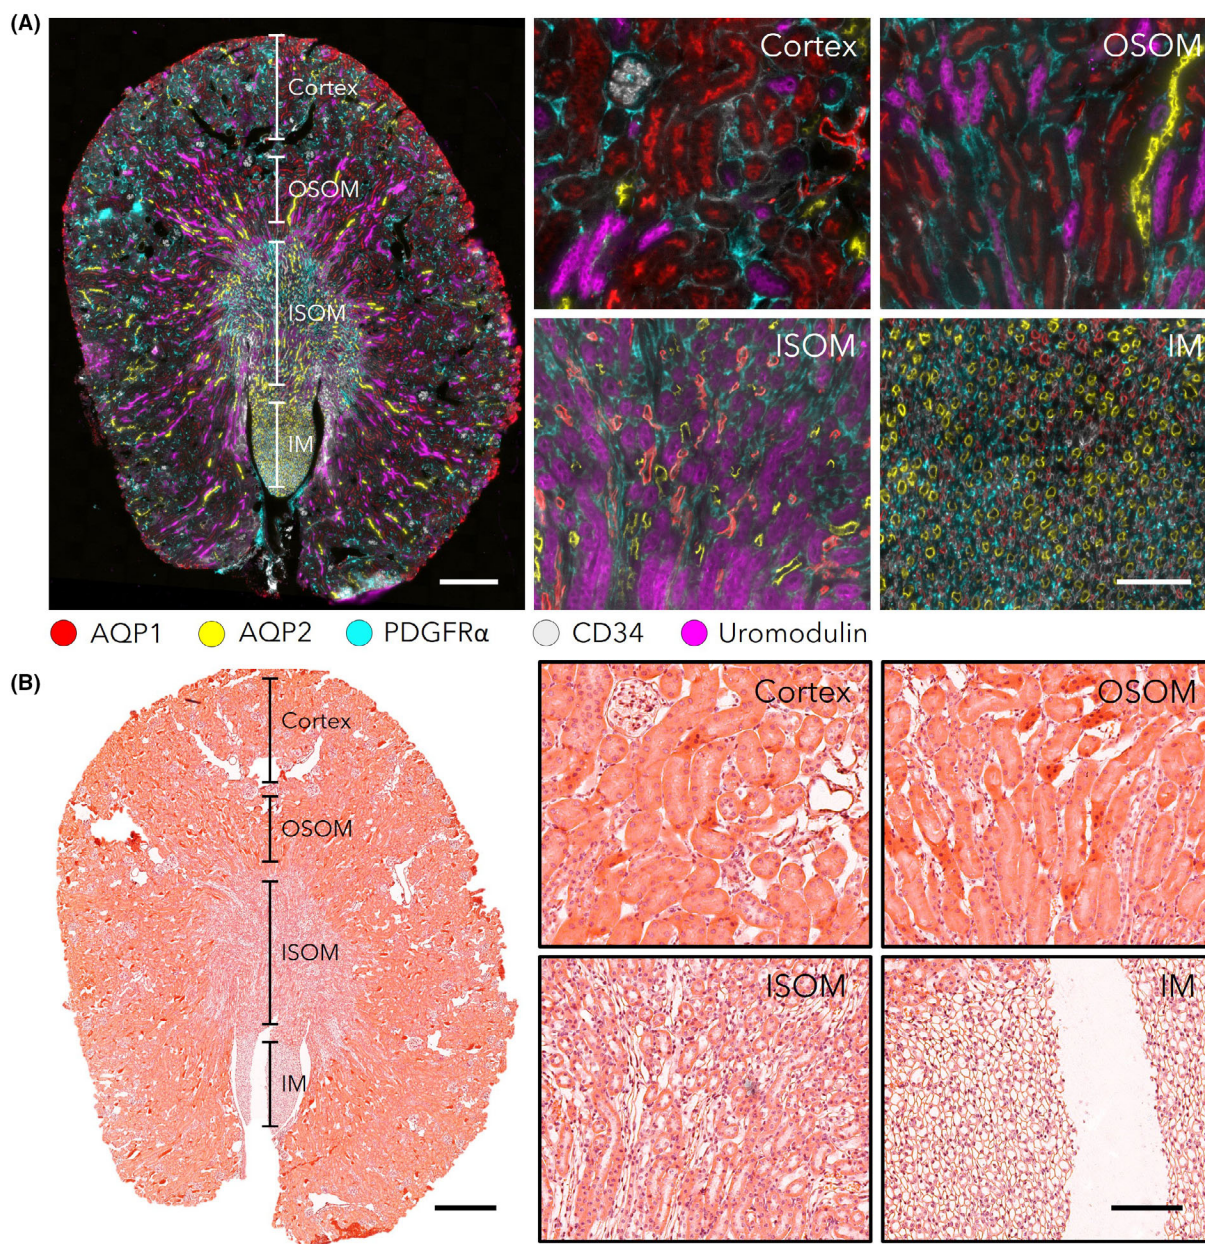 (A)
Cortex
OSOM
ISOM
IM
Cortex
OSOM
ISOM
IM
AQP1 AQP2 PDGFRα CD34 Uromodulin
(B)
Cortex
OSOM
ISOM
IM
Cortex
OSOM
ISOM
IM